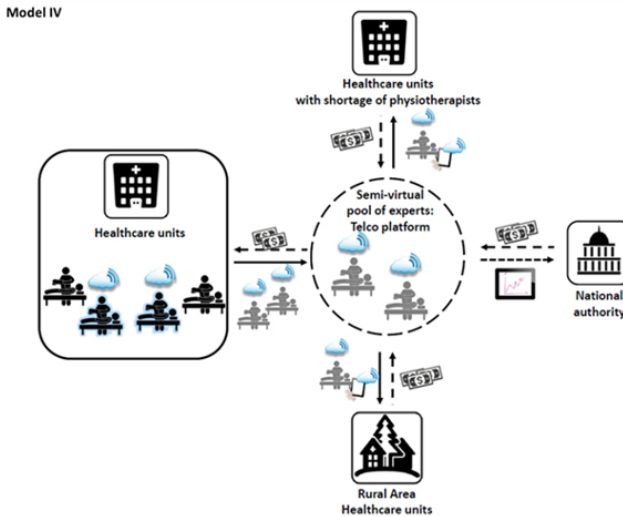 Model IV
Healthcare units
with shortage of physiotherapists
Semi-virtual
pool of experts:
Telco platform
Healthcare units
National
authority
Rural Area
Healthcare units